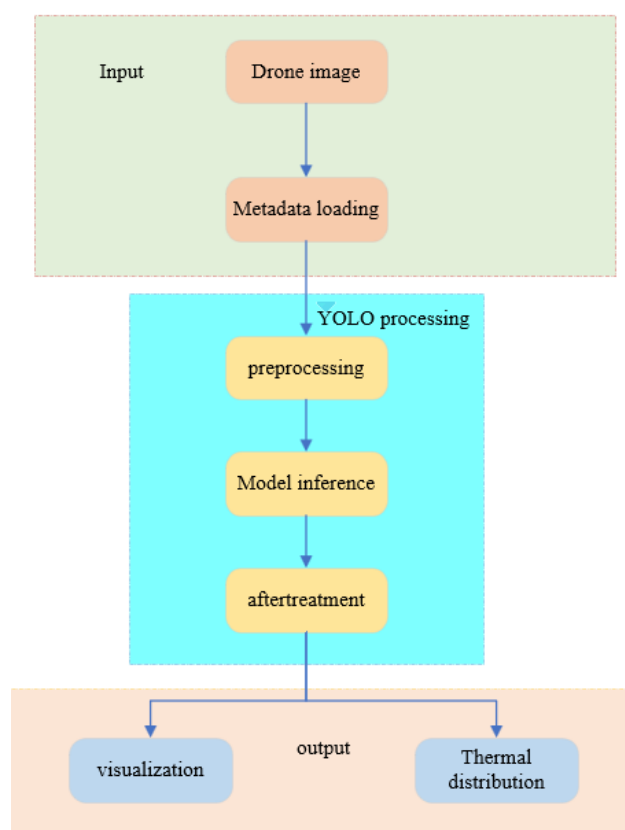 Input
Drone image
Metadata loading
YOLO processing
preprocessing
Model inference
aftertreatment
output
visualization
Thermal
distribution